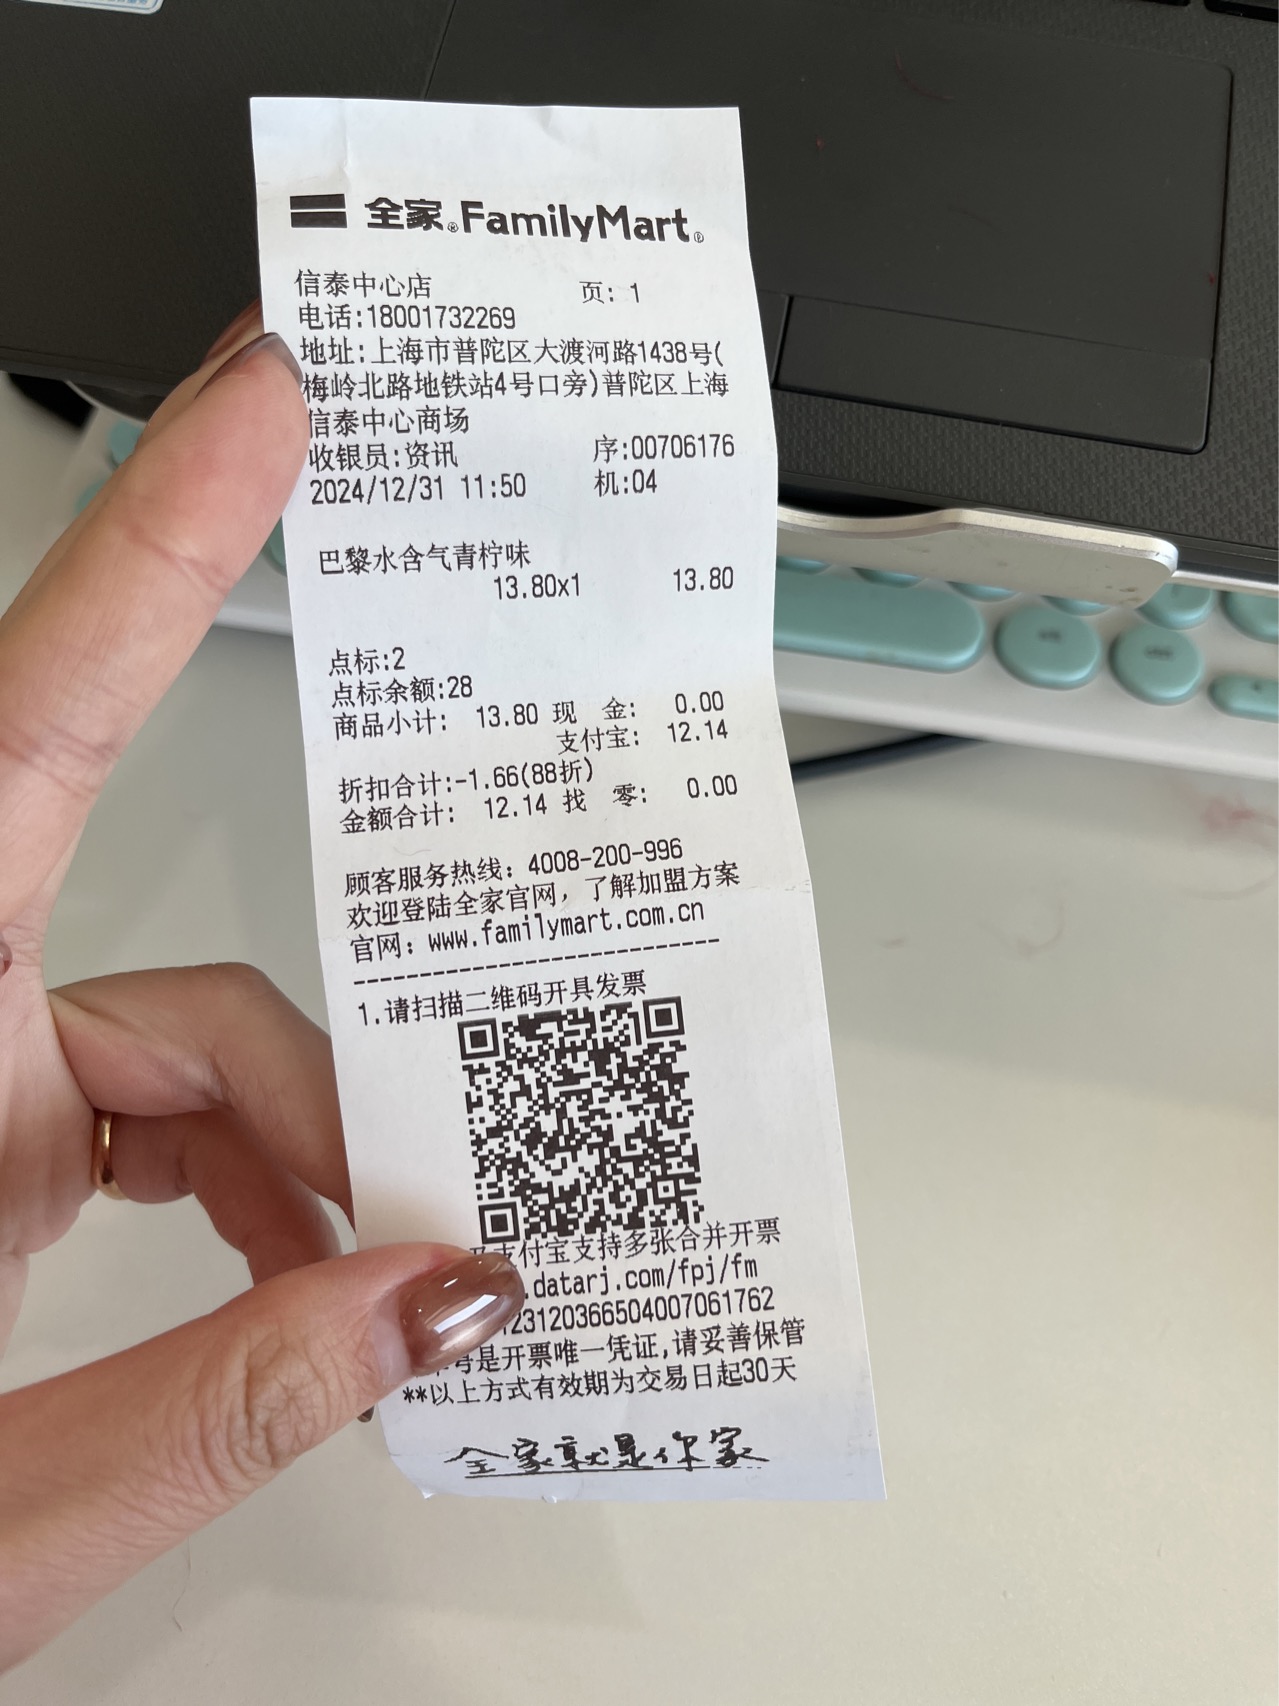 全家®FamilyMart®
信泰中心店 页: 1
电话:18001732269
地址:上海市普陀区大渡河路1438号(
梅岭北路地铁站4号口旁)普陀区上海
信泰中心商场
收银员:资讯 序:00706176
2024/12/31 11:50 机:04
巴黎水含气青柠味
13.80x1 13.80
点标:2
点标余额:28
商品小计: 13.80 现 金: 0.00
支付宝: 12.14
折扣合计:-1.66(88折)
金额合计: 12.14 找 零: 0.00
顾客服务热线: 4008-200-996
欢迎登陆全家官网, 了解加盟方案
官网: www.familymart.com.cn
--------------------------------
1.请扫描二维码开具发票
支付宝支持多张合并开票
.datarj.com/fpj/fm
123120366504007061762
号是开票唯一凭证,请妥善保管
**以上方式有效期为交易日起30天
全家就是你家